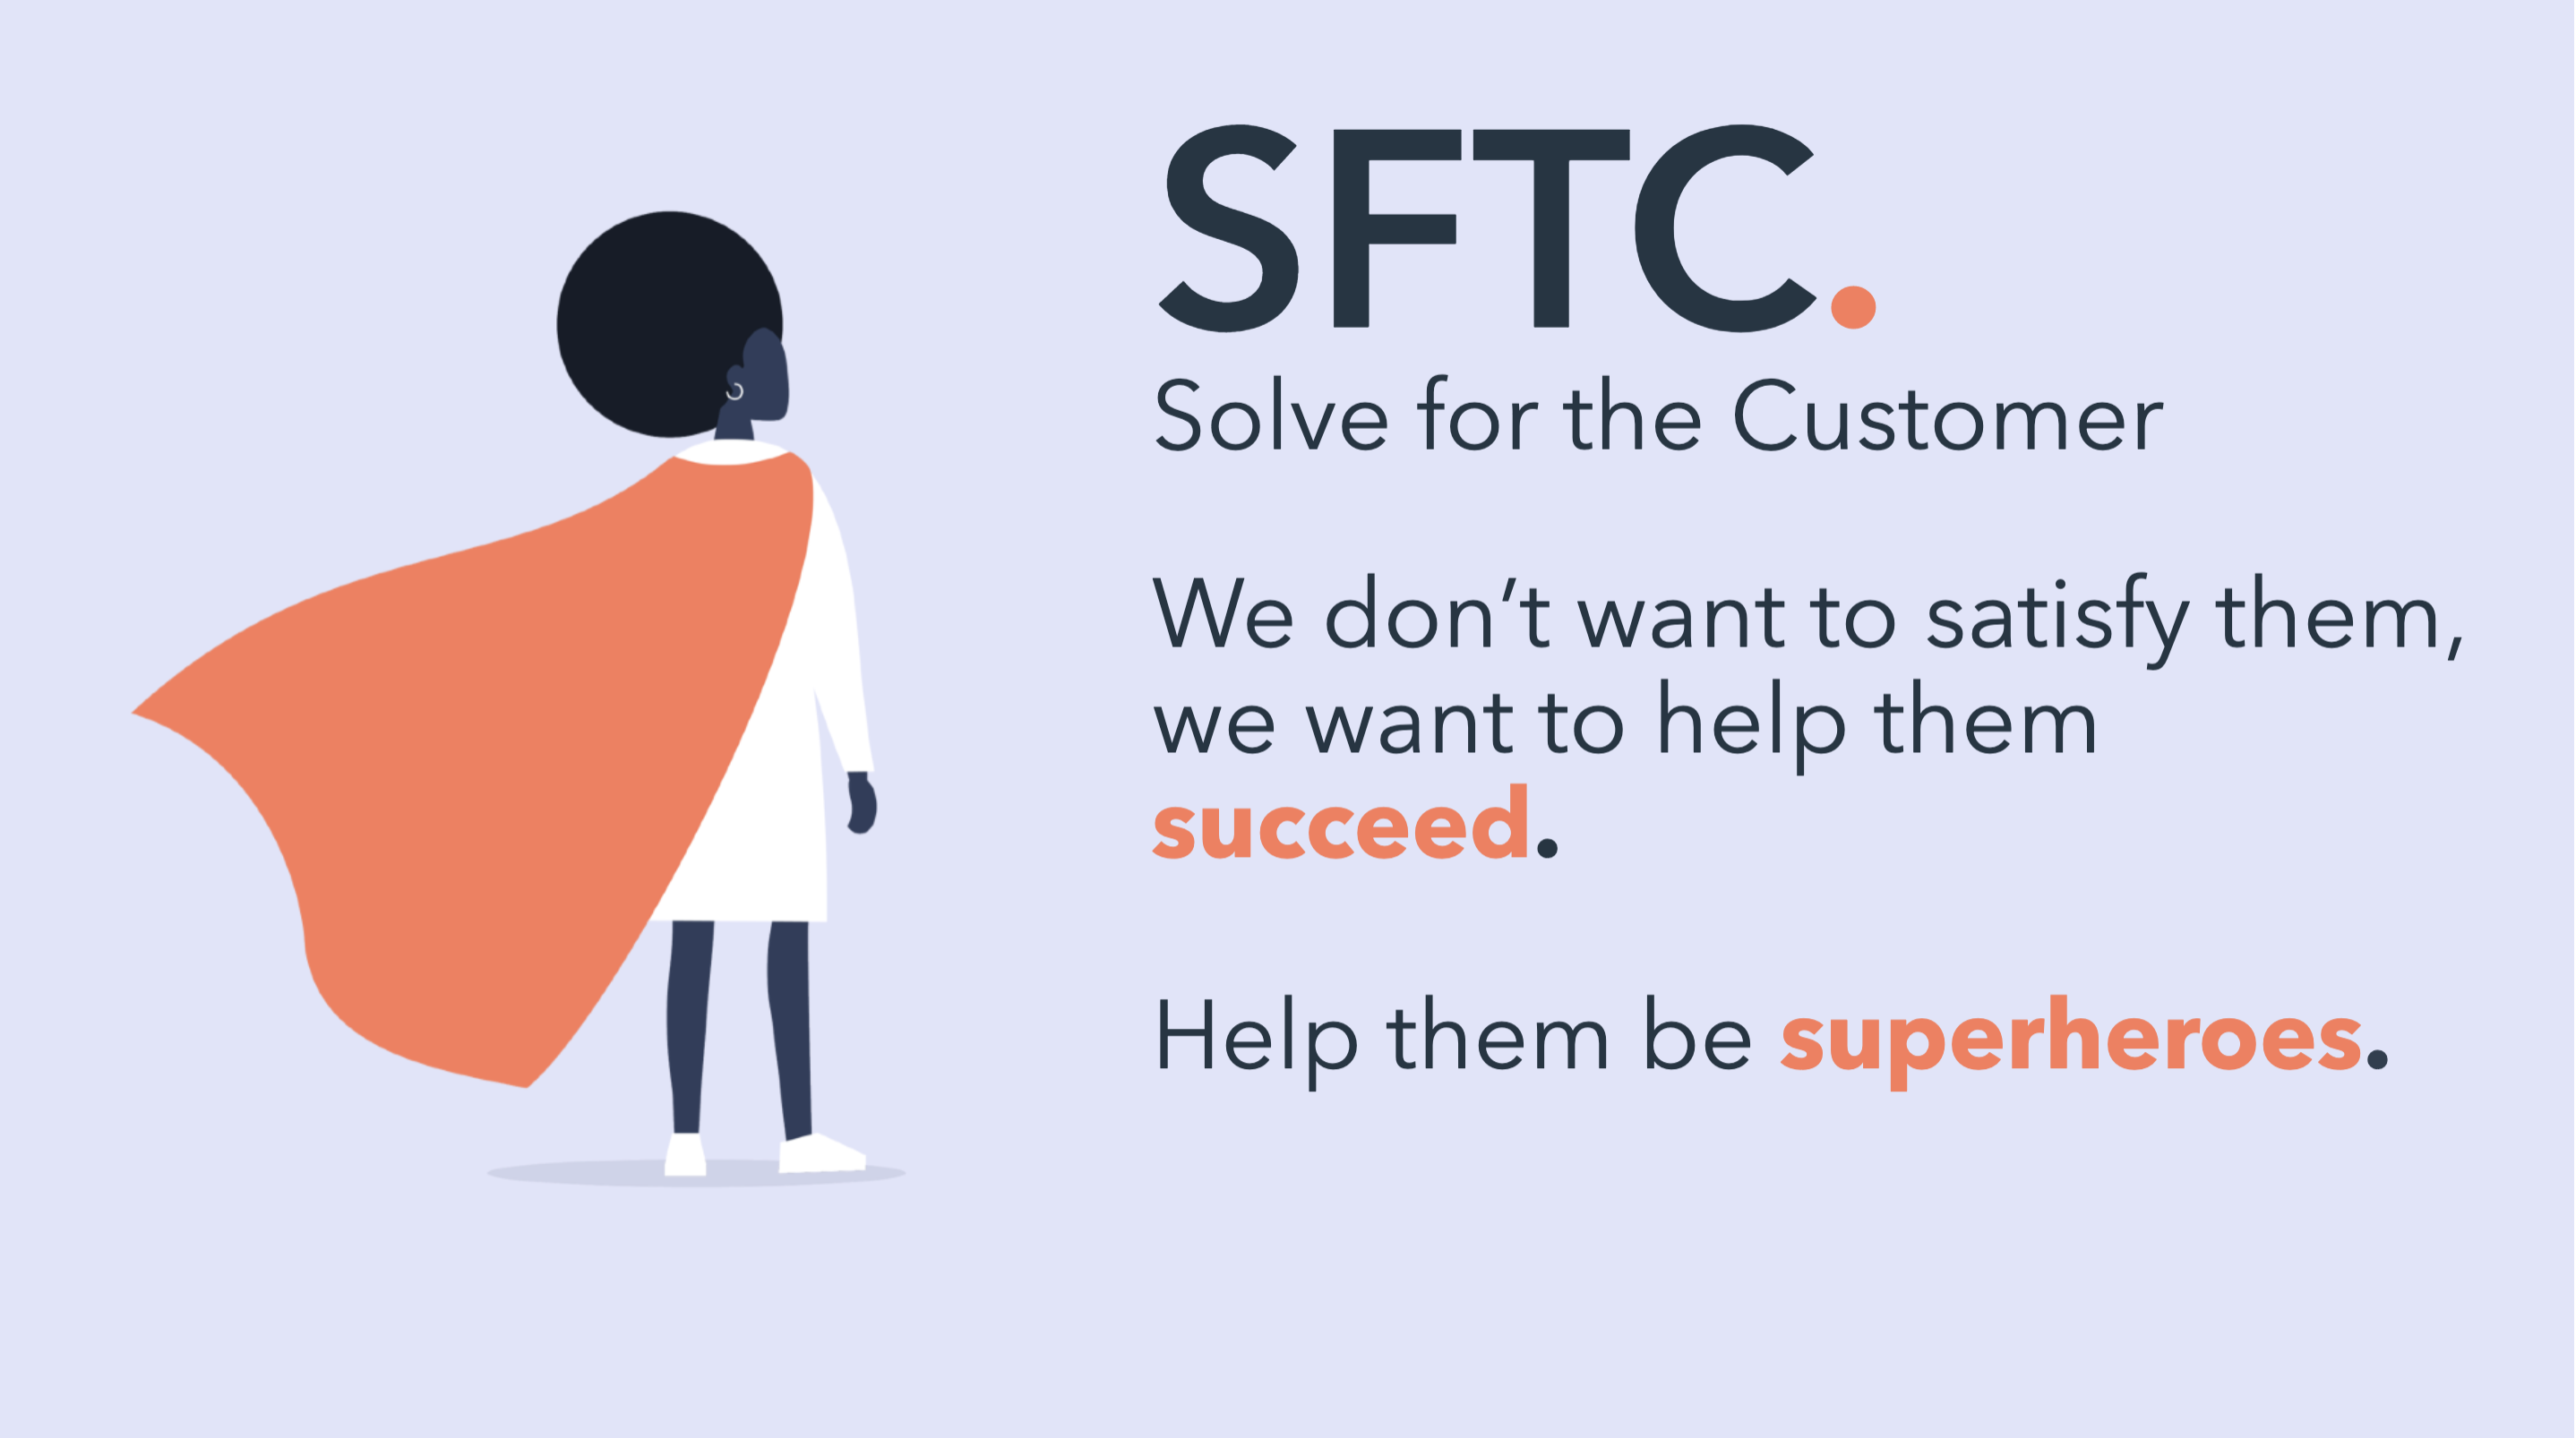 SFTC.
Solve for the Customer
We don’t want to satisfy them,
we want to help them
succeed.
Help them be superheroes.